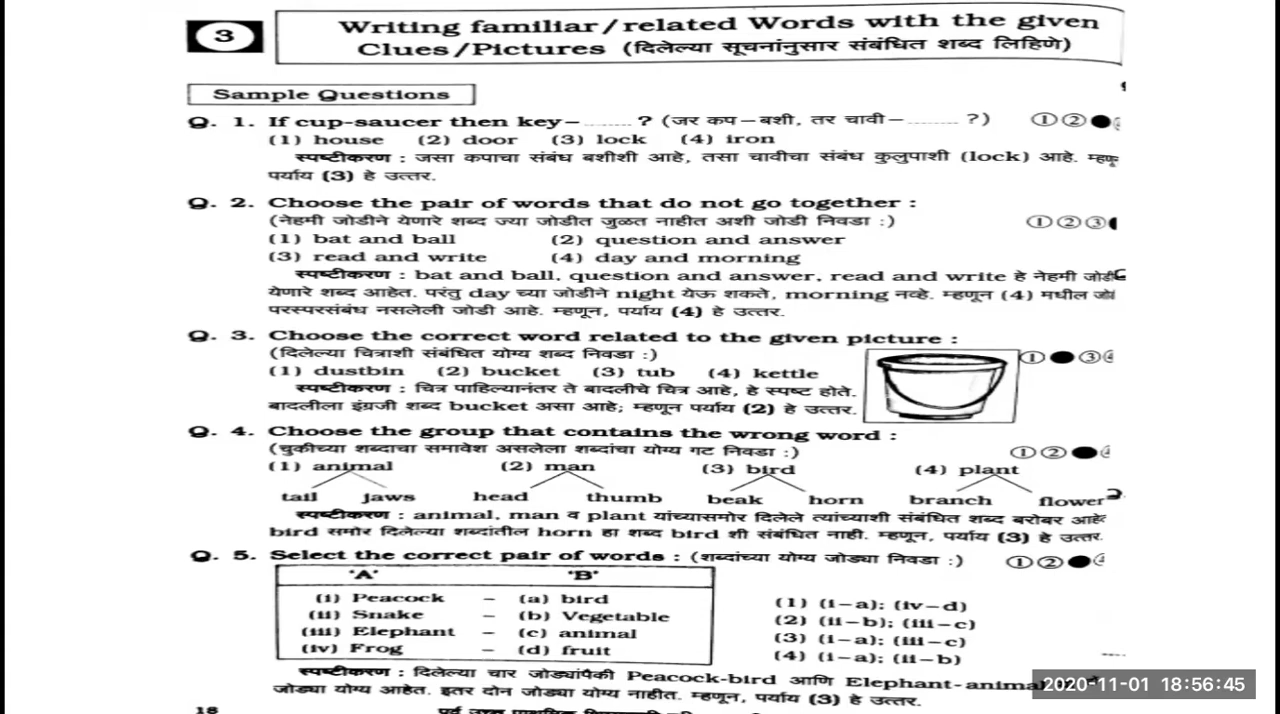 3
Writing familiar/related Words with the given
Clues/Pictures (दिलेल्या सूचनांनुसार संबंधित शब्द लिहिणे)
Sample Questions
Q. 1. If cup-saucer then key–........? (जर कप–बशी, तर चावी–........ ?) ① ② ●
(1) house (2) door (3) lock (4) iron
स्पष्टीकरण : जसा कपाचा संबंध बशीशी आहे, तसा चावीचा संबंध कुलुपाशी (lock) आहे. म्हणून
पर्याय (3) हे उत्तर.
Q. 2. Choose the pair of words that do not go together :
(नेहमी जोडीने येणारे शब्द ज्या जोडीत जुळत नाहीत अशी जोडी निवडा :) ① ② ③
(1) bat and ball (2) question and answer
(3) read and write (4) day and morning
स्पष्टीकरण : bat and ball, question and answer, read and write हे नेहमी जोडी
येणारे शब्द आहेत. परंतु day च्या जोडीने night येऊ शकते, morning नव्हे. म्हणून (4) मधील
परस्परसंबंध नसलेली जोडी आहे. म्हणून, पर्याय (4) हे उत्तर.
Q. 3. Choose the correct word related to the given picture :
(दिलेल्या चित्राशी संबंधित योग्य शब्द निवडा :) ① ● ③
(1) dustbin (2) bucket (3) tub (4) kettle
स्पष्टीकरण : चित्र पाहिल्यानंतर ते बादलीचे चित्र आहे, हे स्पष्ट होते.
बादलीला इंग्रजी शब्द bucket असा आहे; म्हणून पर्याय (2) हे उत्तर.
Q. 4. Choose the group that contains the wrong word :
(चुकीच्या शब्दाचा समावेश असलेला शब्दांचा योग्य गट निवडा :) ① ② ●
(1) animal (2) man (3) bird (4) plant
tail jaws head thumb beak horn branch flower
स्पष्टीकरण : animal, man व plant यांच्यासमोर दिलेले त्यांच्याशी संबंधित शब्द बरोबर आहेत
bird समोर दिलेल्या शब्दांतील horn हा शब्द bird शी संबंधित नाही. म्हणून, पर्याय (3) हे उत्तर.
Q. 5. Select the correct pair of words : (शब्दांच्या योग्य जोड्या निवडा :) ① ② ●
'A' 'B'
(i) Peacock – (a) bird
(ii) Snake – (b) Vegetable
(iii) Elephant – (c) animal
(iv) Frog – (d) fruit
(1) (i–a); (iv–d)
(2) (ii–b); (iii–c)
(3) (i–a); (iii–c)
(4) (i–a); (ii–b)
स्पष्टीकरण : दिलेल्या चार जोड्यांपैकी Peacock-bird आणि Elephant-animal
जोड्या योग्य आहेत. इतर दोन जोड्या योग्य नाहीत. म्हणून, पर्याय (3) हे उत्तर.
2020-11-01 18:56:45
18